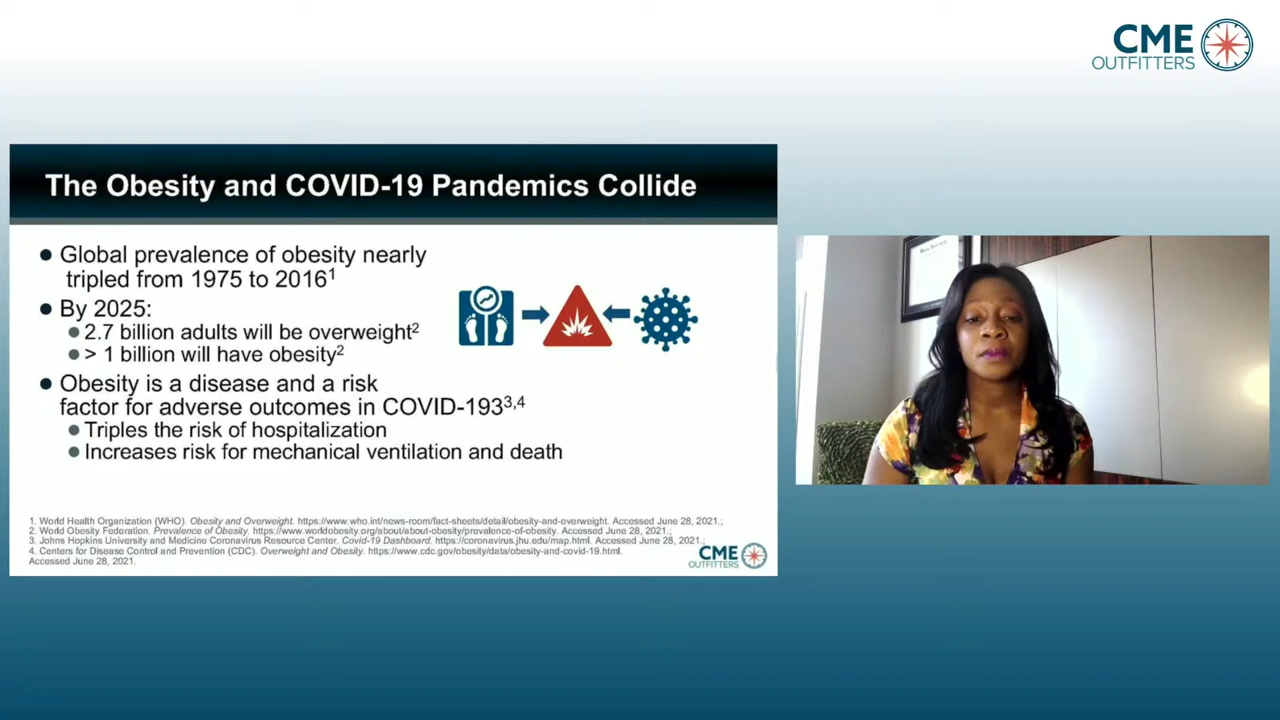 CME
OUTFITTERS
The Obesity and COVID-19 Pandemics Collide
● Global prevalence of obesity nearly
tripled from 1975 to 2016¹
● By 2025:
● 2.7 billion adults will be overweight²
● > 1 billion will have obesity²
● Obesity is a disease and a risk
factor for adverse outcomes in COVID-193³,⁴
● Triples the risk of hospitalization
● Increases risk for mechanical ventilation and death
1. World Health Organization (WHO). Obesity and Overweight. https://www.who.int/news-room/fact-sheets/detail/obesity-and-overweight. Accessed June 28, 2021.;
2. World Obesity Federation. Prevalence of Obesity. https://www.worldobesity.org/about/about-obesity/prevalence-of-obesity. Accessed June 28, 2021.;
3. Johns Hopkins University and Medicine Coronavirus Resource Center. Covid-19 Dashboard. https://coronavirus.jhu.edu/map.html. Accessed June 28, 2021.;
4. Centers for Disease Control and Prevention (CDC). Overweight and Obesity. https://www.cdc.gov/obesity/data/obesity-and-covid-19.html.
Accessed June 28, 2021.
CME
OUTFITTERS